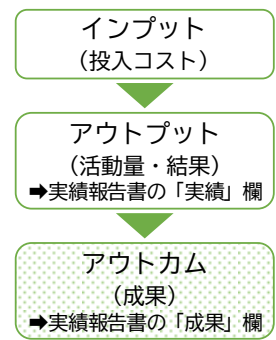 インプット
（投入コスト）
アウトプット
（活動量・結果）
➡実績報告書の「実績」欄
アウトカム
（成果）
➡実績報告書の「成果」欄